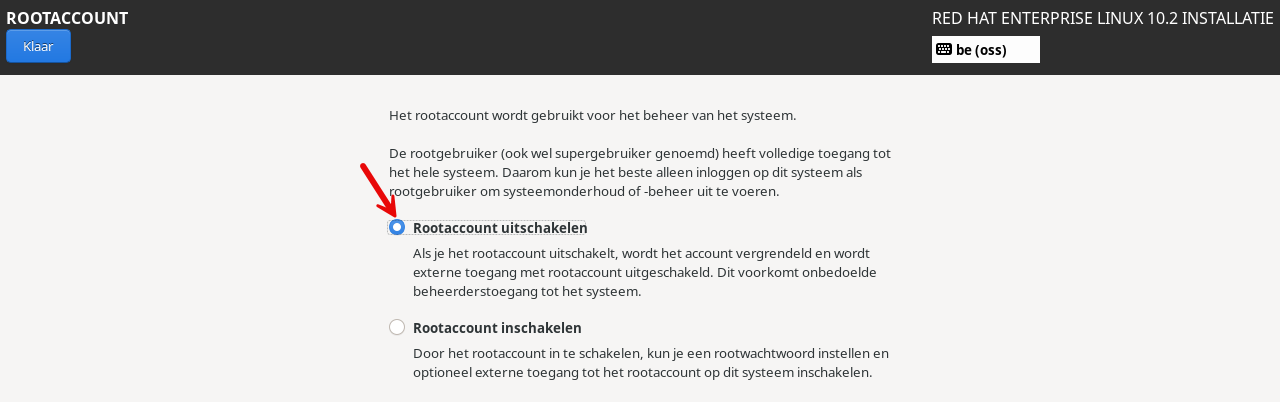 ROOTACCOUNT
RED HAT ENTERPRISE LINUX 10.2 INSTALLATIE
Klaar
be (oss)
Het rootaccount wordt gebruikt voor het beheer van het systeem.
De rootgebruiker (ook wel supergebruiker genoemd) heeft volledige toegang tot
het hele systeem. Daarom kun je het beste alleen inloggen op dit systeem als
rootgebruiker om systeemonderhoud of -beheer uit te voeren.
Rootaccount uitschakelen
Als je het rootaccount uitschakelt, wordt het account vergrendeld en wordt
externe toegang met rootaccount uitgeschakeld. Dit voorkomt onbedoelde
beheerderstoegang tot het systeem.
Rootaccount inschakelen
Door het rootaccount in te schakelen, kun je een rootwachtwoord instellen en
optioneel externe toegang tot het rootaccount op dit systeem inschakelen.